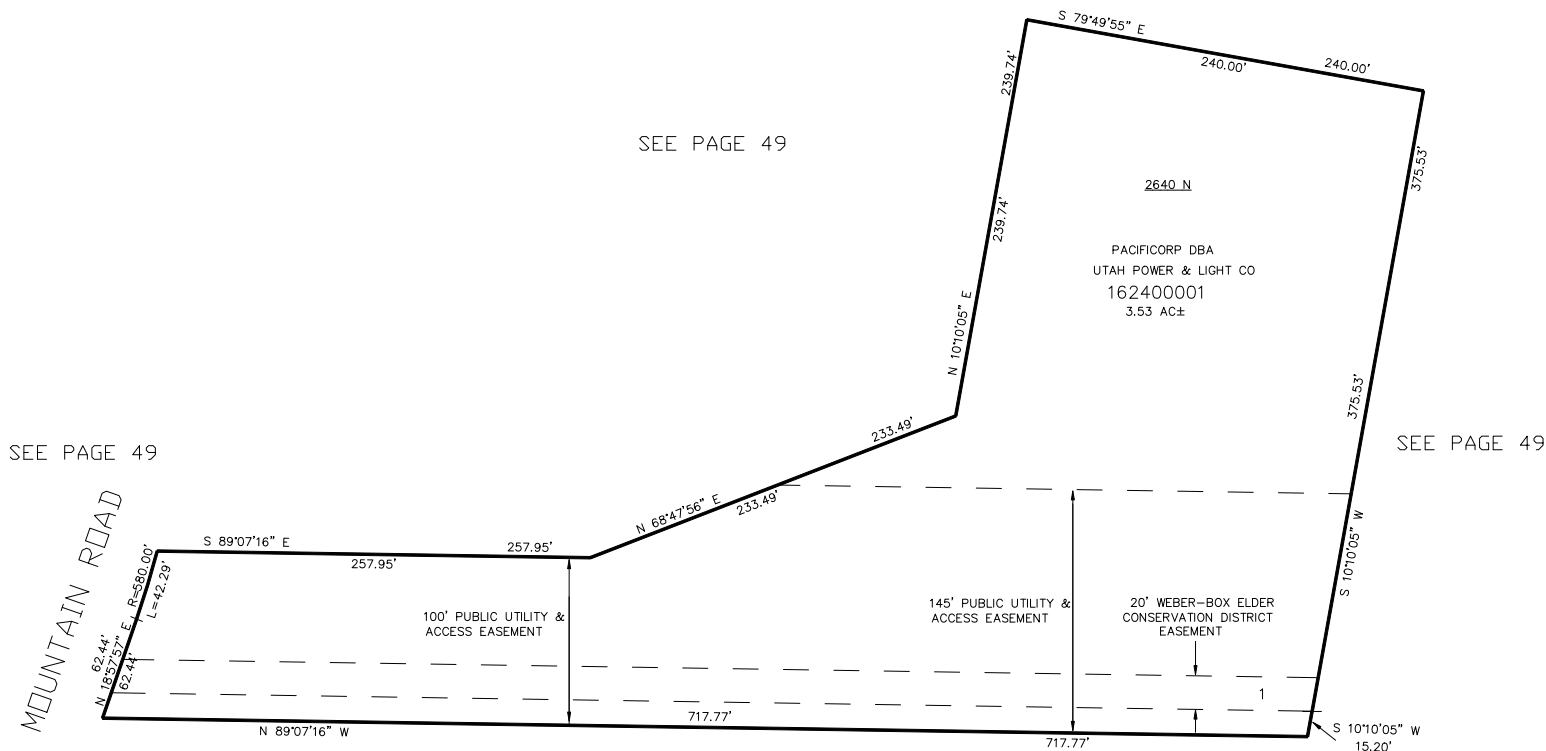 S 79°49'55" E
240.00'
240.00'
239.74'
375.53'
SEE PAGE 49
2640 N
239.74'
PACIFICORP DBA
UTAH POWER & LIGHT CO
162400001
3.53 AC±
N 10°10'05" E
375.53'
233.49'
SEE PAGE 49
SEE PAGE 49
N 68°47'56" E
233.49'
MOUNTAIN ROAD
S 89°07'16" E
257.95'
257.95'
R=580.00'
L=42.29'
S 10°10'05" W
100' PUBLIC UTILITY &
ACCESS EASEMENT
145' PUBLIC UTILITY &
ACCESS EASEMENT
20' WEBER-BOX ELDER
CONSERVATION DISTRICT
EASEMENT
62.44'
N 18°57'57" E
62.44'
1
717.77'
N 89°07'16" W
717.77'
S 10°10'05" W
15.20'